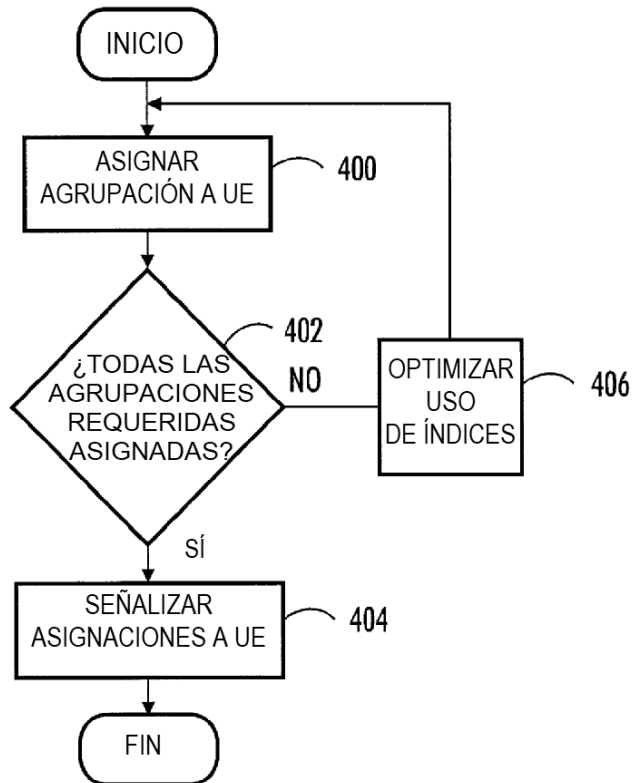 INICIO
ASIGNAR
AGRUPACIÓN A UE
400
402
¿TODAS LAS
AGRUPACIONES
REQUERIDAS
ASIGNADAS?
NO
OPTIMIZAR
USO
DE ÍNDICES
406
SÍ
SEÑALIZAR
ASIGNACIONES A UE
404
FIN